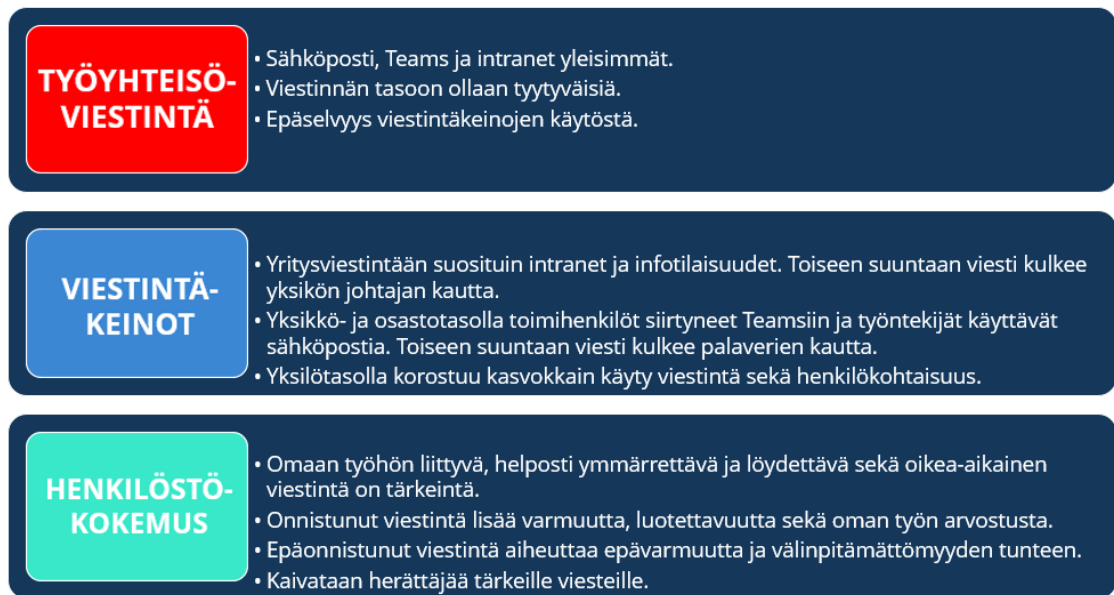 TYÖYHTEISÖ-
VIESTINTÄ
• Sähköposti, Teams ja intranet yleisimmät.
• Viestinnän tasoon ollaan tyytyväisiä.
• Epäselvyys viestintäkeinojen käytöstä.
VIESTINTÄ-
KEINOT
• Yritysviestintään suosituin intranet ja infotilaisuudet. Toiseen suuntaan viesti kulkee
yksikön johtajan kautta.
• Yksikkö- ja osastotasolla toimihenkilöt siirtyneet Teamsiin ja työntekijät käyttävät
sähköpostia. Toiseen suuntaan viesti kulkee palaverien kautta.
• Yksilötasolla korostuu kasvokkain käyty viestintä sekä henkilökohtaisuus.
HENKILÖSTÖ-
KOKEMUS
• Omaan työhön liittyvä, helposti ymmärrettävä ja löydettävä sekä oikea-aikainen
viestintä on tärkeintä.
• Onnistunut viestintä lisää varmuutta, luotettavuutta sekä oman työn arvostusta.
• Epäonnistunut viestintä aiheuttaa epävarmuutta ja välinpitämättömyyden tunteen.
• Kaivataan herättäjää tärkeille viesteille.